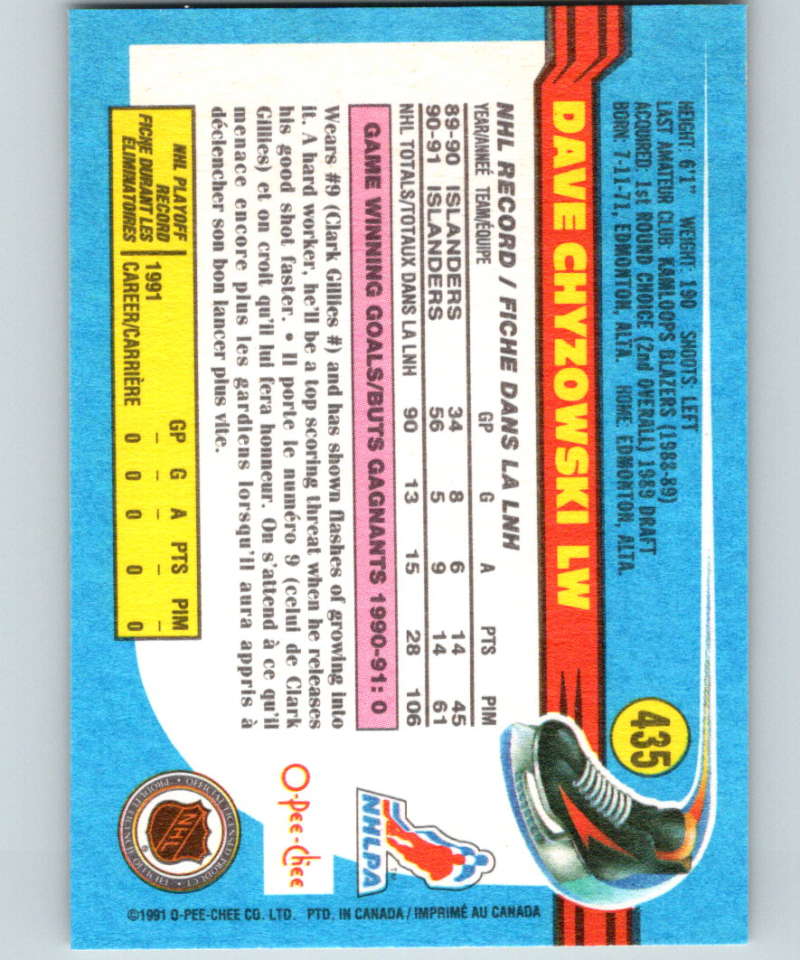 435
HEIGHT: 6'1" WEIGHT: 190 SHOOTS: LEFT
LAST AMATEUR CLUB: KAMLOOPS BLAZERS (1988-89)
ACQUIRED: 1st ROUND CHOICE (2nd OVERALL) 1989 DRAFT
BORN: 7-11-71, EDMONTON, ALTA. HOME: EDMONTON, ALTA.
DAVE CHYZOWSKI LW
NHL RECORD / FICHE DANS LA LNH
YEAR/ANNEÉ TEAM/ÉQUIPE GP G A PTS PIM
89-90 ISLANDERS 34 8 6 14 45
90-91 ISLANDERS 56 5 9 14 61
NHL TOTALS/TOTAUX DANS LA LNH 90 13 15 28 106
GAME WINNING GOALS/BUTS GAGNANTS 1990-91: 0
Wears #9 (Clark Gillies #) and has shown flashes of growing into
it. A hard worker, he'll be a top scoring threat when he releases
his good shot faster. • Il porte le numéro 9 (celui de Clark
Gillies) et on croit qu'il lui fera honneur. On s'attend à ce qu'il
menace encore plus les gardiens lorsqu'il aura appris à
déclencher son bon lancer plus vite.
NHL PLAYOFF
RECORD
FICHE DURANT LES
ÉLIMINATOIRES
GP G A PTS PIM
1991 – – – – –
CAREER/CARRIÈRE 0 0 0 0 0
NHLPA
TM
O-Pee-Chee
NHL
®
©1991 O-PEE-CHEE CO. LTD. PTD. IN CANADA / IMPRIMÉ AU CANADA